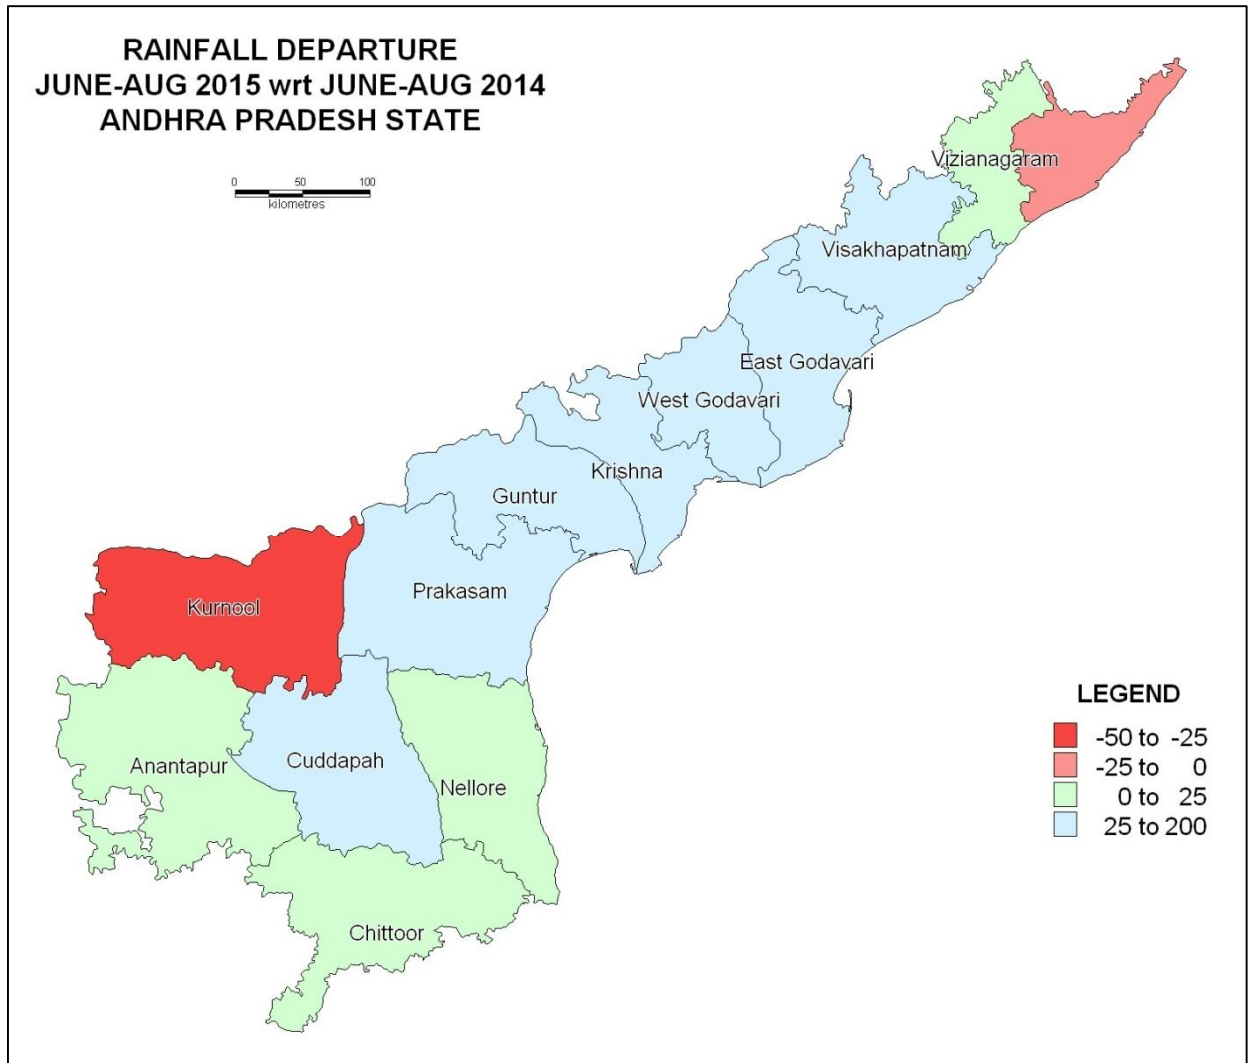 RAINFALL DEPARTURE
JUNE-AUG 2015 wrt JUNE-AUG 2014
ANDHRA PRADESH STATE
0 50 100
kilometres
Vizianagaram
Visakhapatnam
East Godavari
West Godavari
Krishna
Guntur
Prakasam
Kurnool
Anantapur
Cuddapah
Nellore
Chittoor
LEGEND
-50 to -25
-25 to 0
0 to 25
25 to 200